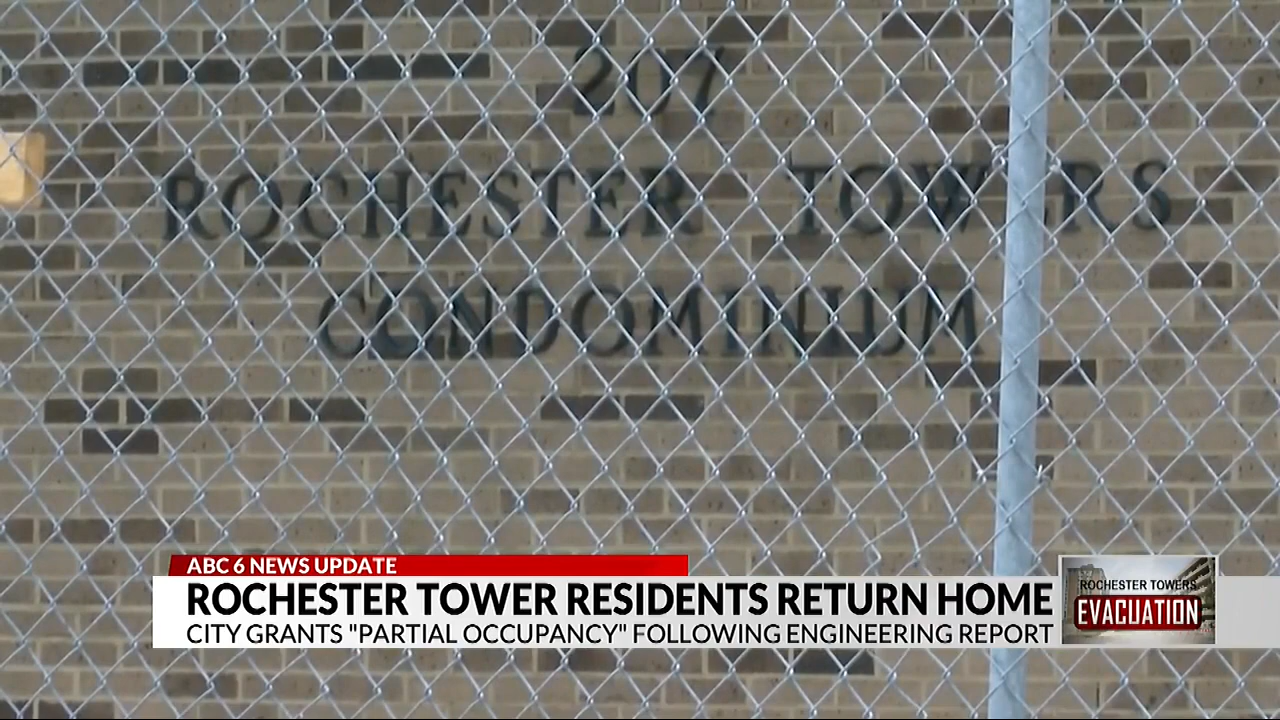 207
ROCHESTER TOWERS
CONDOMINIUM
ABC 6 NEWS UPDATE
ROCHESTER TOWER RESIDENTS RETURN HOME
CITY GRANTS "PARTIAL OCCUPANCY" FOLLOWING ENGINEERING REPORT
ROCHESTER TOWERS
EVACUATION